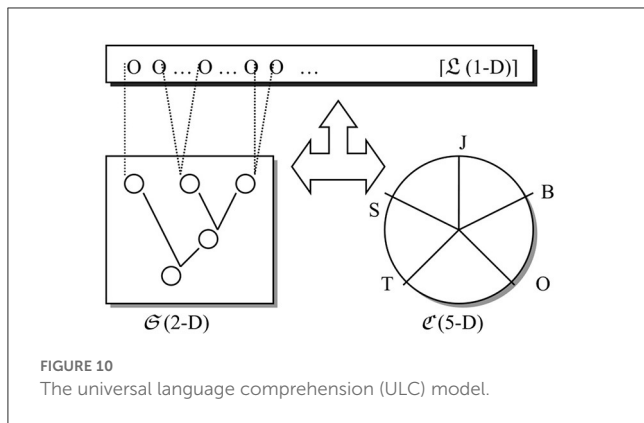 O O ... O ... O O ... ⌈𝔏 (1-D)⌉
J
S
B
T
O
𝔖 (2-D)
ℭ (5-D)
FIGURE 10
The universal language comprehension (ULC) model.